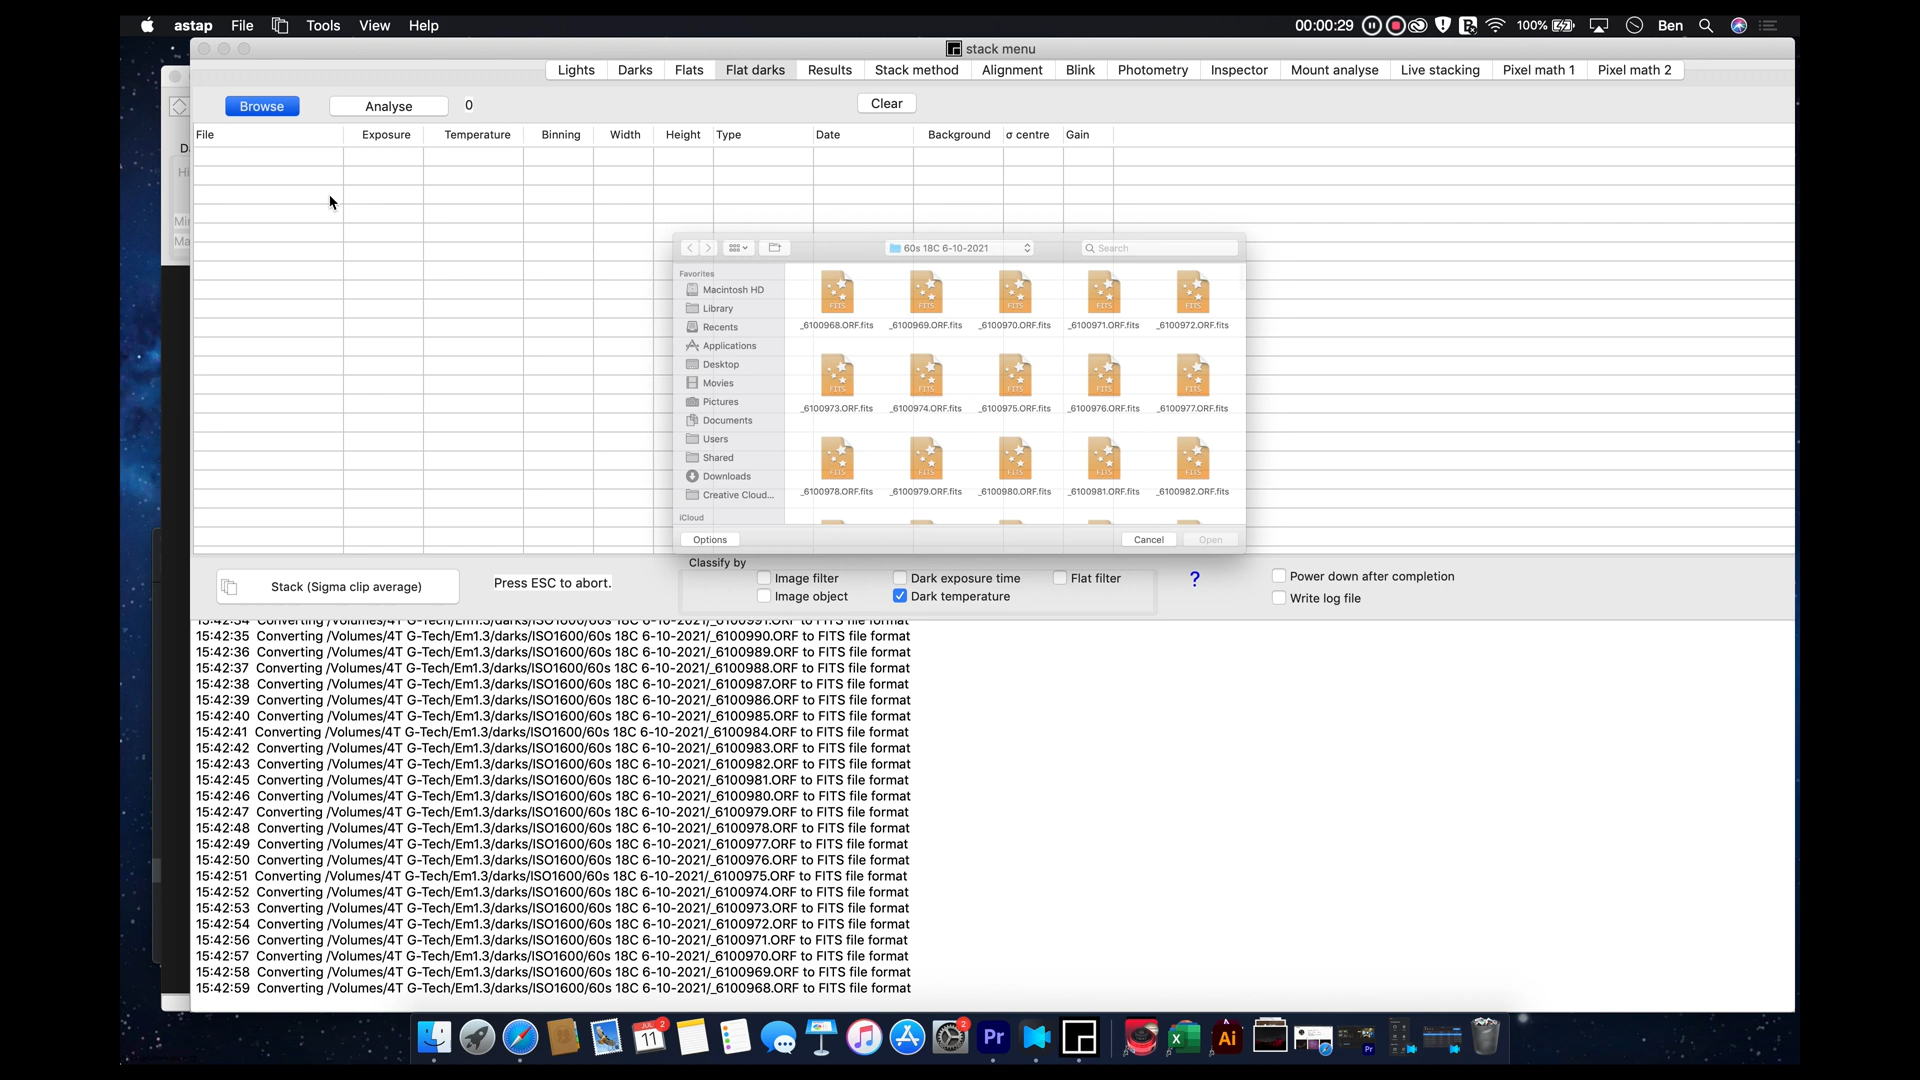 astap File Tools View Help 00:00:29 100% Ben
stack menu
Lights Darks Flats Flat darks Results Stack method Alignment Blink Photometry Inspector Mount analyse Live stacking Pixel math 1 Pixel math 2
Browse Analyse 0 Clear
File Exposure Temperature Binning Width Height Type Date Background σ centre Gain
60s 18C 6-10-2021 Search
Favorites
Macintosh HD
Library
Recents
Applications
Desktop
Movies
Pictures
Documents
Users
Shared
Downloads
Creative Cloud...
iCloud
_6100968.ORF.fits _6100969.ORF.fits _6100970.ORF.fits _6100971.ORF.fits _6100972.ORF.fits
_6100973.ORF.fits _6100974.ORF.fits _6100975.ORF.fits _6100976.ORF.fits _6100977.ORF.fits
_6100978.ORF.fits _6100979.ORF.fits _6100980.ORF.fits _6100981.ORF.fits _6100982.ORF.fits
Options Cancel Open
Classify by
Stack (Sigma clip average) Press ESC to abort.
Image filter Dark exposure time Flat filter ? Power down after completion
Image object Dark temperature Write log file
15:42:34 Converting /Volumes/4T G-Tech/Em1.3/darks/ISO1600/60s 18C 6-10-2021/_6100991.ORF to FITS file format
15:42:35 Converting /Volumes/4T G-Tech/Em1.3/darks/ISO1600/60s 18C 6-10-2021/_6100990.ORF to FITS file format
15:42:36 Converting /Volumes/4T G-Tech/Em1.3/darks/ISO1600/60s 18C 6-10-2021/_6100989.ORF to FITS file format
15:42:37 Converting /Volumes/4T G-Tech/Em1.3/darks/ISO1600/60s 18C 6-10-2021/_6100988.ORF to FITS file format
15:42:38 Converting /Volumes/4T G-Tech/Em1.3/darks/ISO1600/60s 18C 6-10-2021/_6100987.ORF to FITS file format
15:42:39 Converting /Volumes/4T G-Tech/Em1.3/darks/ISO1600/60s 18C 6-10-2021/_6100986.ORF to FITS file format
15:42:40 Converting /Volumes/4T G-Tech/Em1.3/darks/ISO1600/60s 18C 6-10-2021/_6100985.ORF to FITS file format
15:42:41 Converting /Volumes/4T G-Tech/Em1.3/darks/ISO1600/60s 18C 6-10-2021/_6100984.ORF to FITS file format
15:42:42 Converting /Volumes/4T G-Tech/Em1.3/darks/ISO1600/60s 18C 6-10-2021/_6100983.ORF to FITS file format
15:42:43 Converting /Volumes/4T G-Tech/Em1.3/darks/ISO1600/60s 18C 6-10-2021/_6100982.ORF to FITS file format
15:42:45 Converting /Volumes/4T G-Tech/Em1.3/darks/ISO1600/60s 18C 6-10-2021/_6100981.ORF to FITS file format
15:42:46 Converting /Volumes/4T G-Tech/Em1.3/darks/ISO1600/60s 18C 6-10-2021/_6100980.ORF to FITS file format
15:42:47 Converting /Volumes/4T G-Tech/Em1.3/darks/ISO1600/60s 18C 6-10-2021/_6100979.ORF to FITS file format
15:42:48 Converting /Volumes/4T G-Tech/Em1.3/darks/ISO1600/60s 18C 6-10-2021/_6100978.ORF to FITS file format
15:42:49 Converting /Volumes/4T G-Tech/Em1.3/darks/ISO1600/60s 18C 6-10-2021/_6100977.ORF to FITS file format
15:42:50 Converting /Volumes/4T G-Tech/Em1.3/darks/ISO1600/60s 18C 6-10-2021/_6100976.ORF to FITS file format
15:42:51 Converting /Volumes/4T G-Tech/Em1.3/darks/ISO1600/60s 18C 6-10-2021/_6100975.ORF to FITS file format
15:42:52 Converting /Volumes/4T G-Tech/Em1.3/darks/ISO1600/60s 18C 6-10-2021/_6100974.ORF to FITS file format
15:42:53 Converting /Volumes/4T G-Tech/Em1.3/darks/ISO1600/60s 18C 6-10-2021/_6100973.ORF to FITS file format
15:42:54 Converting /Volumes/4T G-Tech/Em1.3/darks/ISO1600/60s 18C 6-10-2021/_6100972.ORF to FITS file format
15:42:56 Converting /Volumes/4T G-Tech/Em1.3/darks/ISO1600/60s 18C 6-10-2021/_6100971.ORF to FITS file format
15:42:57 Converting /Volumes/4T G-Tech/Em1.3/darks/ISO1600/60s 18C 6-10-2021/_6100970.ORF to FITS file format
15:42:58 Converting /Volumes/4T G-Tech/Em1.3/darks/ISO1600/60s 18C 6-10-2021/_6100969.ORF to FITS file format
15:42:59 Converting /Volumes/4T G-Tech/Em1.3/darks/ISO1600/60s 18C 6-10-2021/_6100968.ORF to FITS file format
JUL 11 2 2 Pr Ai